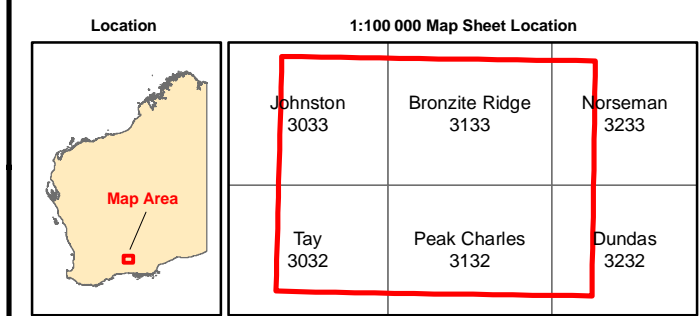 Location
1:100 000 Map Sheet Location
Map Area
Johnston
3033
Bronzite Ridge
3133
Norseman
3233
Tay
3032
Peak Charles
3132
Dundas
3232